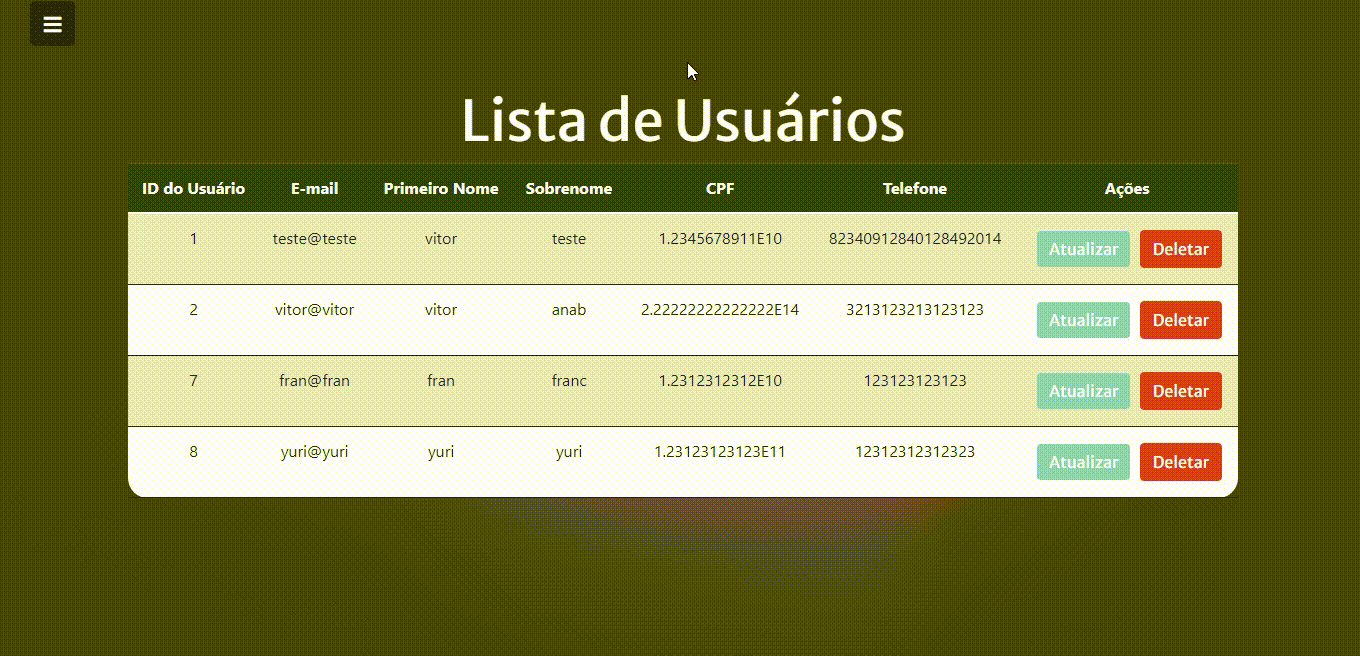 Lista de Usuários
ID do Usuário E-mail Primeiro Nome Sobrenome CPF Telefone Ações
1 teste@teste vitor teste 1.2345678911E10 82340912840128492014 Atualizar Deletar
2 vitor@vitor vitor anab 2.22222222222222E14 3213123213123123 Atualizar Deletar
7 fran@fran fran franc 1.2312312312E10 123123123123 Atualizar Deletar
8 yuri@yuri yuri yuri 1.23123123123E11 12312312312323 Atualizar Deletar